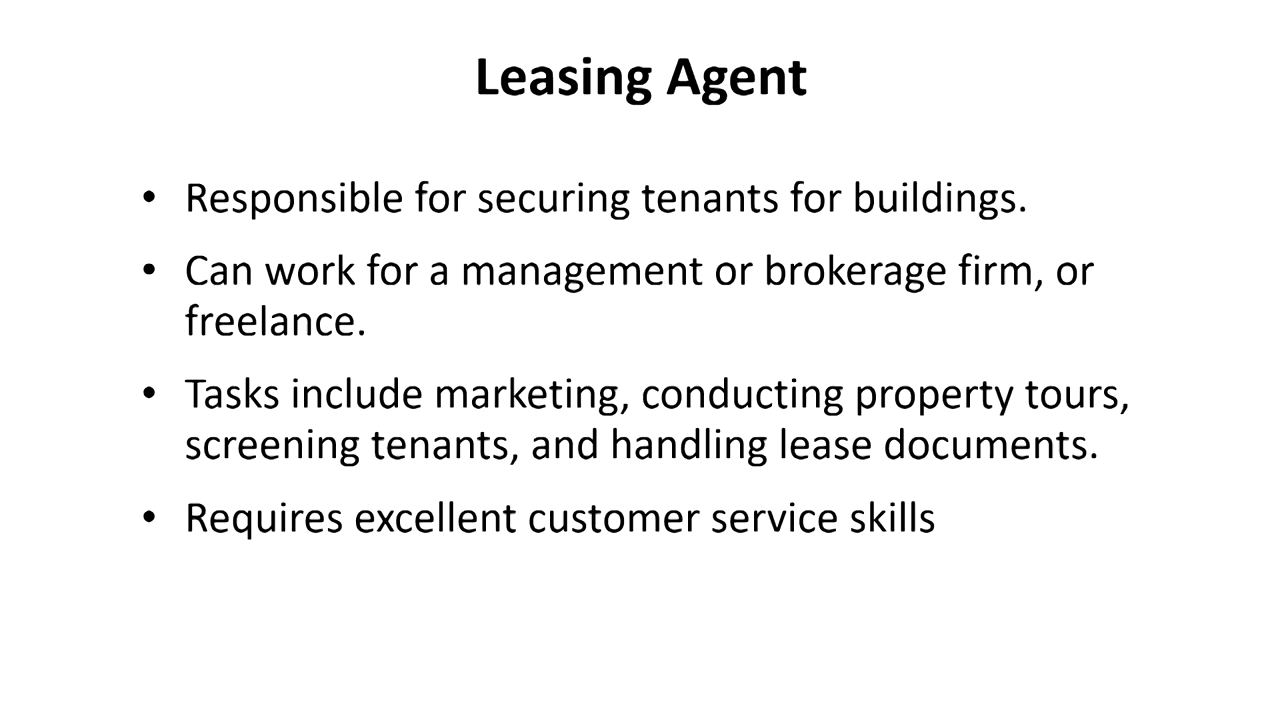 Leasing Agent
• Responsible for securing tenants for buildings.
• Can work for a management or brokerage firm, or
freelance.
• Tasks include marketing, conducting property tours,
screening tenants, and handling lease documents.
• Requires excellent customer service skills